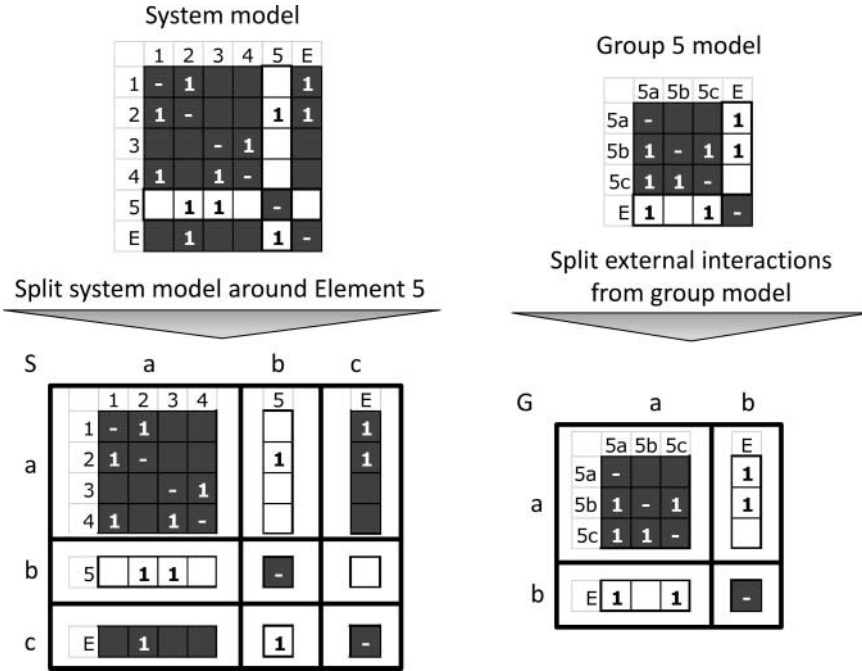 System model
1 2 3 4 5 E
1 - 1 1
2 1 - 1 1
3 - 1
4 1 1 -
5 1 1 -
E 1 1 -
Group 5 model
5a 5b 5c E
5a - 1
5b 1 - 1 1
5c 1 1 -
E 1 1 -
Split system model around Element 5
Split external interactions
from group model
S a b c
1 2 3 4 5 E
1 - 1 1
a 2 1 - 1 1
3 - 1
4 1 1 -
b 5 1 1 -
c E 1 1 -
G a b
5a 5b 5c E
5a - 1
a 5b 1 - 1 1
5c 1 1 -
b E 1 1 -